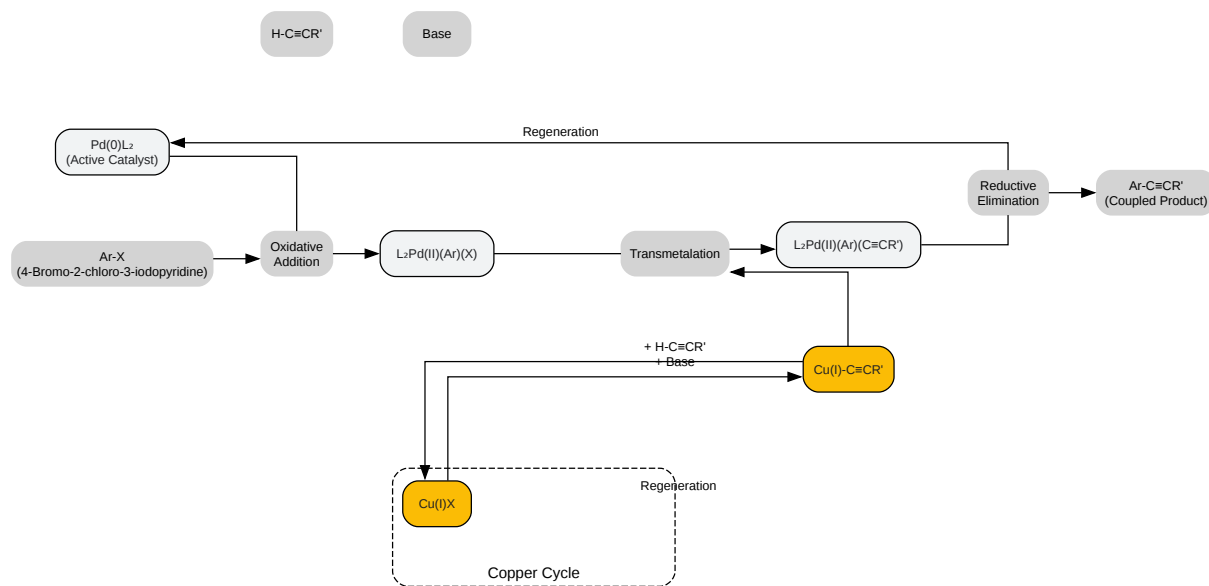 H-C≡CR'
Base
Regeneration
Pd(0)L₂
(Active Catalyst)
Reductive
Elimination
Ar-C≡CR'
(Coupled Product)
Ar-X
(4-Bromo-2-chloro-3-iodopyridine)
Oxidative
Addition
L₂Pd(II)(Ar)(X)
Transmetalation
L₂Pd(II)(Ar)(C≡CR')
+ H-C≡CR'
+ Base
Cu(I)-C≡CR'
Regeneration
Cu(I)X
Copper Cycle